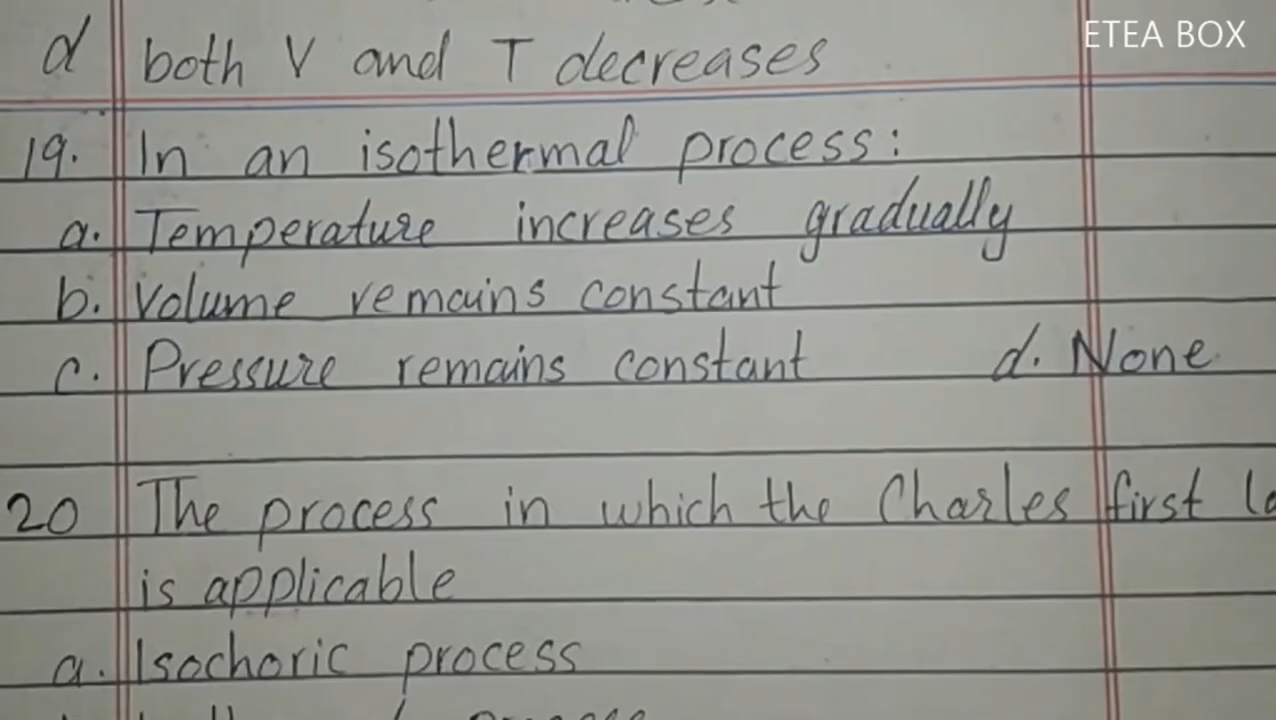 ETEA BOX
d both V and T decreases
19. In an isothermal process:
a. Temperature increases gradually
b. Volume remains constant
c. Pressure remains constant d. None
20 The process in which the Charles first
is applicable
a. Isochoric process